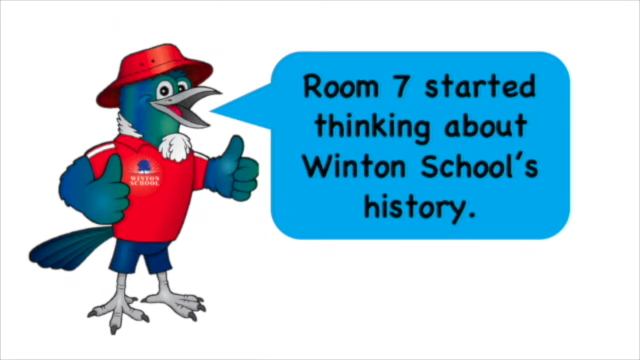 Room 7 started
thinking about
Winton School's
history.
WINTON
SCHOOL